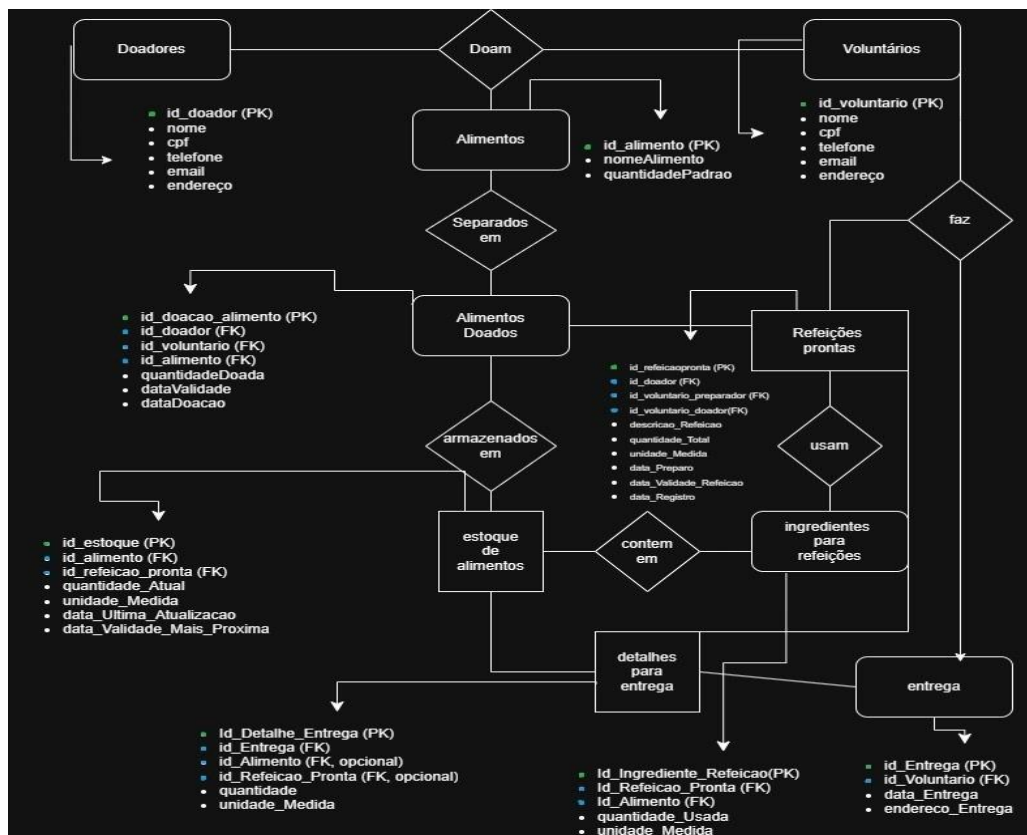 Doadores
Doam
Voluntários
id_doador (PK)
nome
cpf
telefone
email
endereço
Alimentos
id_alimento (PK)
nomeAlimento
quantidadePadrao
id_voluntario (PK)
nome
cpf
telefone
email
endereço
Separados
em
faz
id_doacao_alimento (PK)
id_doador (FK)
id_voluntario (FK)
id_alimento (FK)
quantidadeDoada
dataValidade
dataDoacao
Alimentos
Doados
Refeições
prontas
id_refeicaopronta (PK)
id_doador (FK)
id_voluntario_preparador (FK)
id_voluntario_doador(FK)
descricao_Refeicao
quantidade_Total
unidade_Medida
data_Preparo
data_Validade_Refeicao
data_Registro
armazenados
em
usam
id_estoque (PK)
id_alimento (FK)
id_refeicao_pronta (FK)
quantidade_Atual
unidade_Medida
data_Ultima_Atualizacao
data_Validade_Mais_Proxima
estoque
de
alimentos
contem
em
ingredientes
para
refeições
detalhes
para
entrega
entrega
Id_Detalhe_Entrega (PK)
id_Entrega (FK)
id_Alimento (FK, opcional)
id_Refeicao_Pronta (FK, opcional)
quantidade
unidade_Medida
Id_Ingrediente_Refeicao(PK)
Id_Refeicao_Pronta (FK)
Id_Alimento (FK)
quantidade_Usada
unidade_Medida
id_Entrega (PK)
id_Voluntario (FK)
data_Entrega
endereco_Entrega